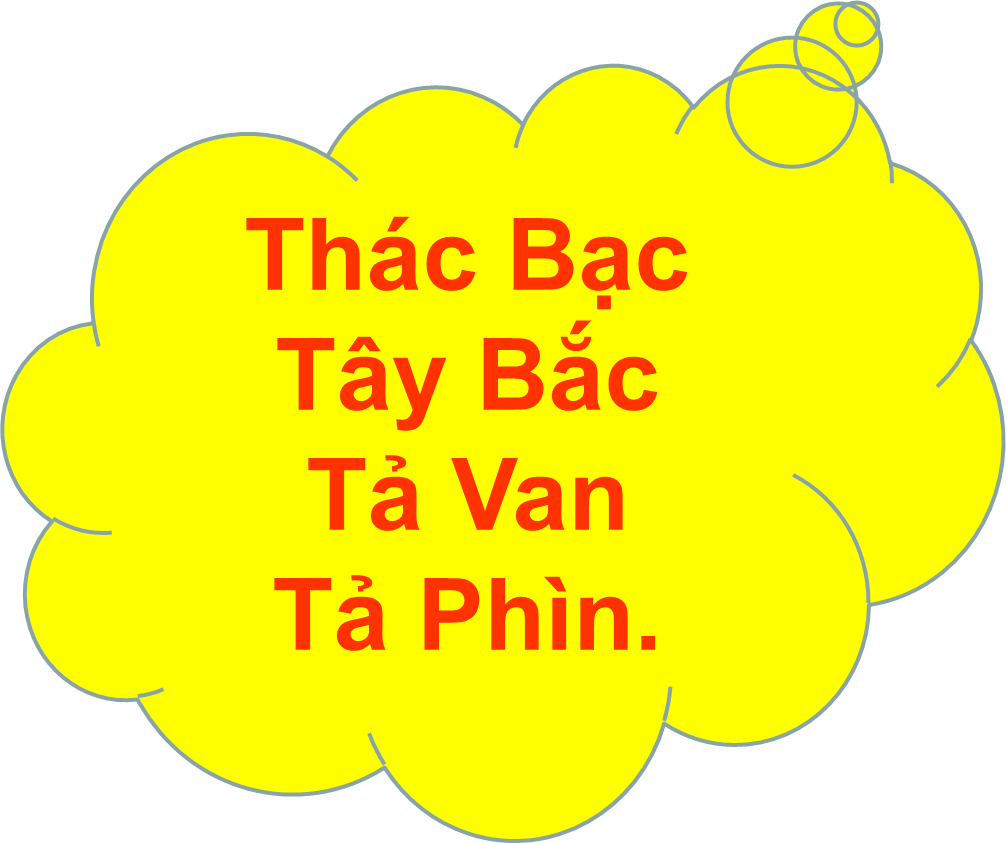 Thác Bạc
Tây Bắc
Tả Van
Tả Phìn.